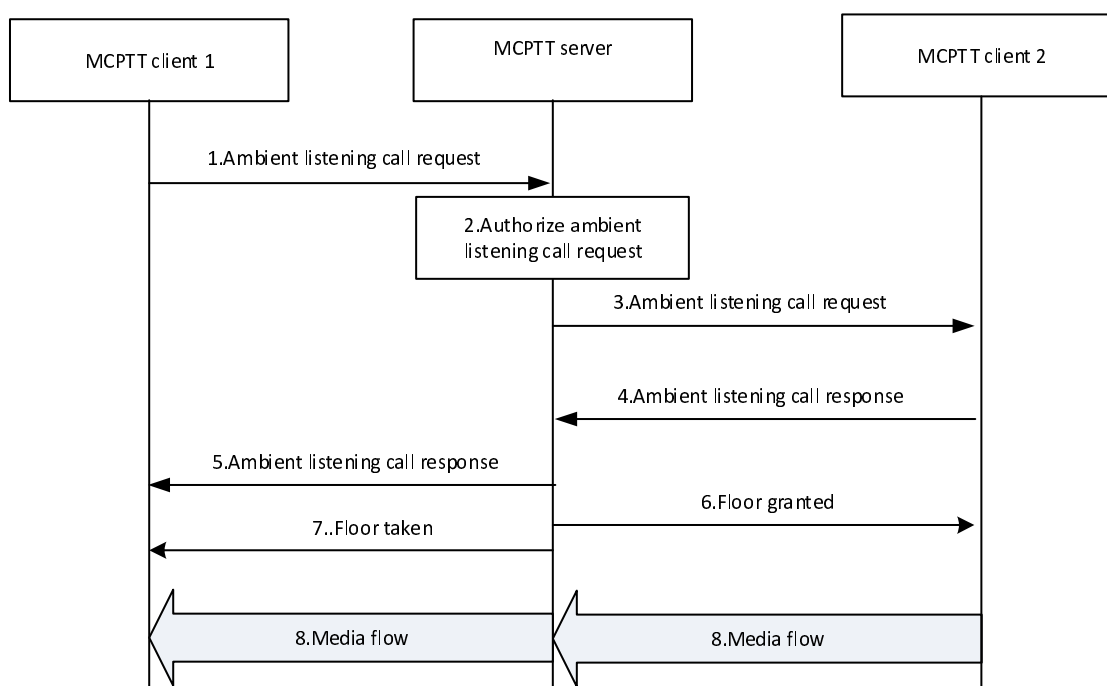 MCPTT client 1
MCPTT server
MCPTT client 2
1.Ambient listening call request
2.Authorize ambient
listening call request
3.Ambient listening call request
4.Ambient listening call response
5.Ambient listening call response
6.Floor granted
7..Floor taken
8.Media flow
8.Media flow